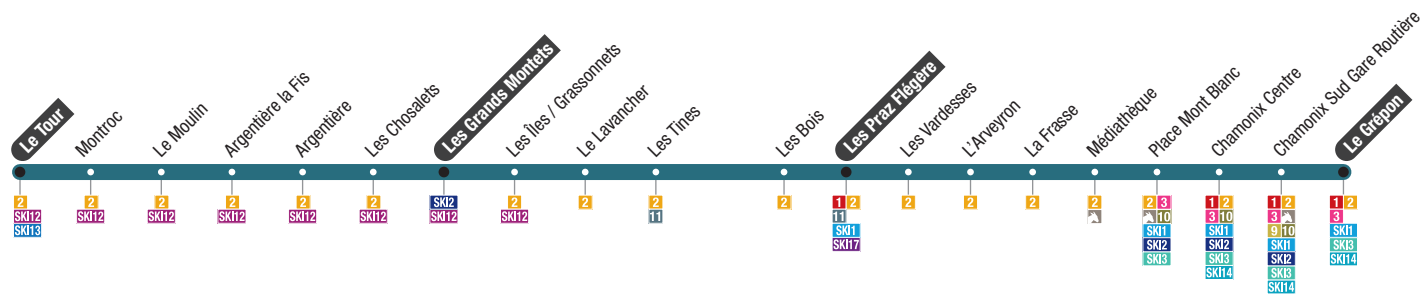 Le Tour
Montroc
Le Moulin
Argentière la Fis
Argentière
Les Chosalets
Les Grands Montets
Les Îles / Grassonnets
Le Lavancher
Les Tines
Les Bois
Les Praz Flégère
Les Vardesses
L'Arveyron
La Frasse
Médiathèque
Place Mont Blanc
Chamonix Centre
Chamonix Sud Gare Routière
Le Grépon
2
SKI12
SKI13
2
SKI12
2
SKI12
2
SKI12
2
SKI12
2
SKI12
SKI2
SKI12
2
SKI12
2
2
11
2
1 2
11
SKI1
SKI17
2
2
2
2
2 3
10
SKI1
SKI2
SKI3
1 2
3 10
SKI1
SKI2
SKI3
SKI14
1 2
3
9 10
SKI1
SKI2
SKI3
SKI14
1 2
3
SKI1
SKI3
SKI14